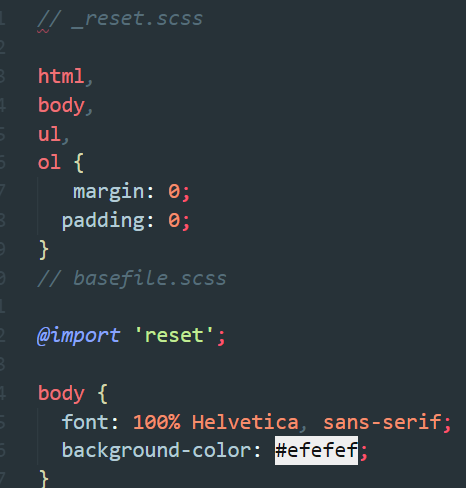 // _reset.scss
html,
body,
ul,
ol {
margin: 0;
padding: 0;
}
// basefile.scss
@import 'reset';
body {
font: 100% Helvetica, sans-serif;
background-color: #efefef;
}